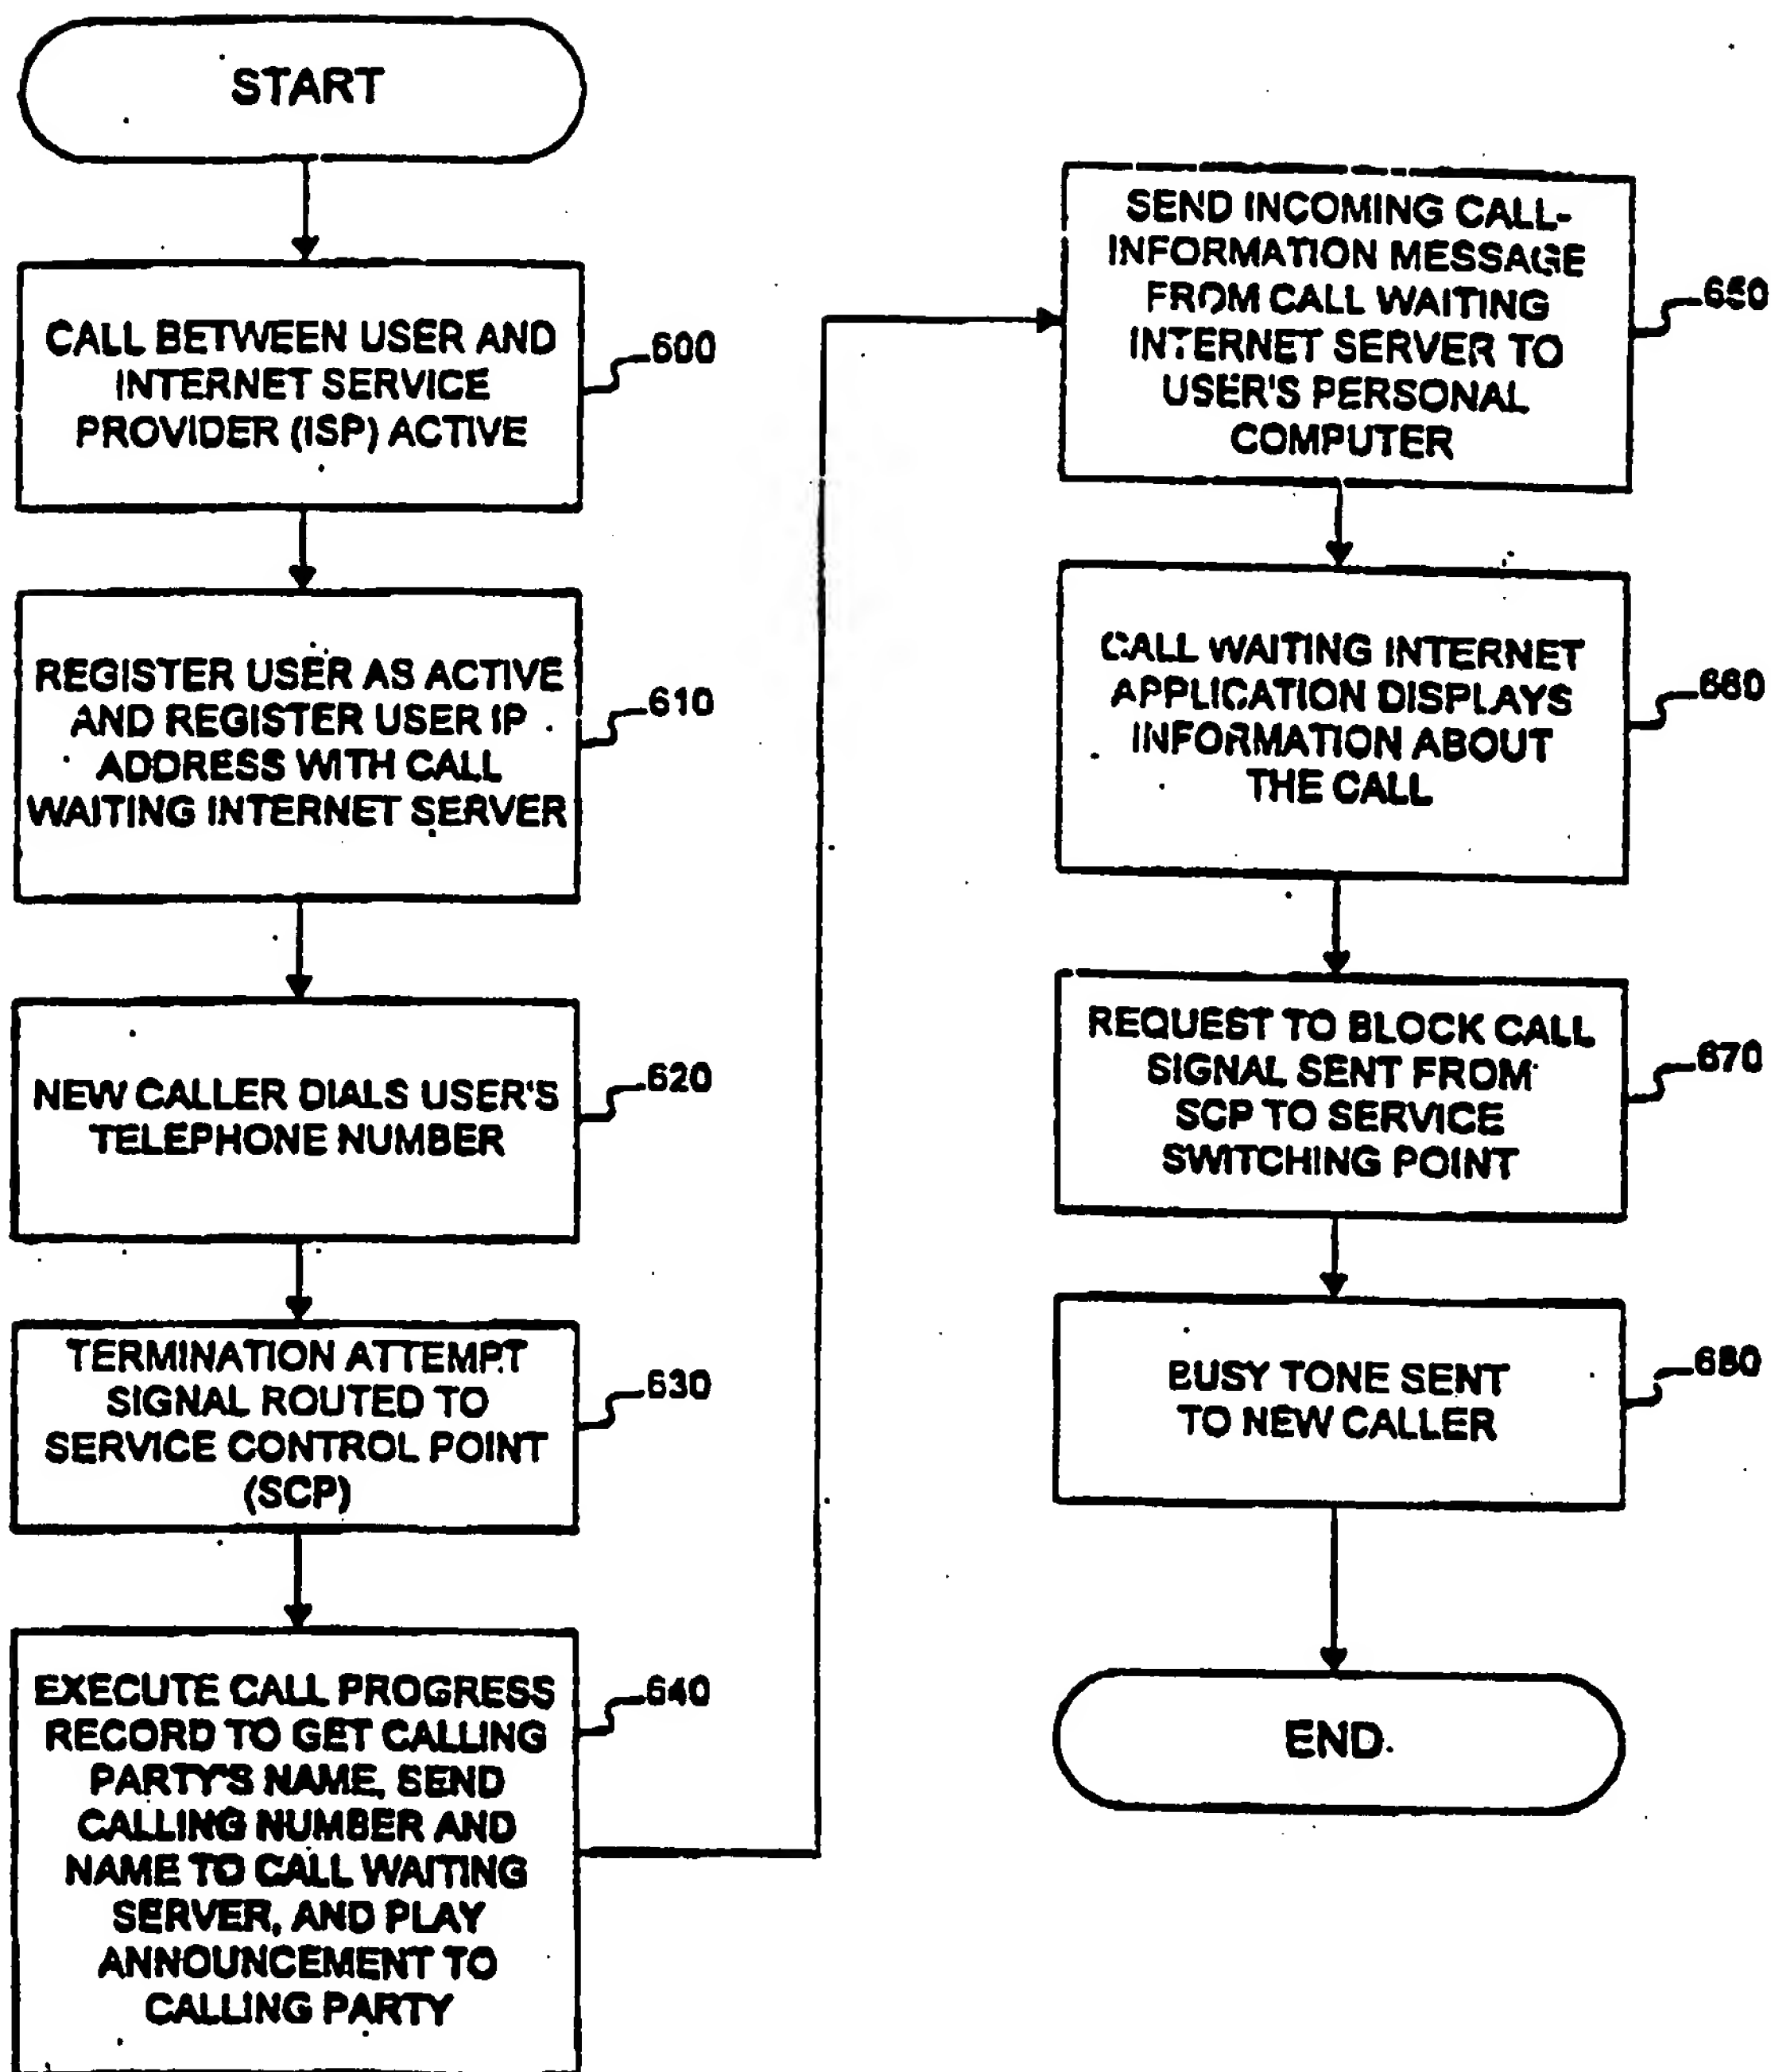 START
CALL BETWEEN USER AND
INTERNET SERVICE
PROVIDER (ISP) ACTIVE
600
REGISTER USER AS ACTIVE
AND REGISTER USER IP
ADDRESS WITH CALL
WAITING INTERNET SERVER
610
NEW CALLER DIALS USER'S
TELEPHONE NUMBER
620
TERMINATION ATTEMPT
SIGNAL ROUTED TO
SERVICE CONTROL POINT
(SCP)
630
EXECUTE CALL PROGRESS
RECORD TO GET CALLING
PARTY'S NAME, SEND
CALLING NUMBER AND
NAME TO CALL WAITING
SERVER, AND PLAY
ANNOUNCEMENT TO
CALLING PARTY
640
SEND INCOMING CALL-
INFORMATION MESSAGE
FROM CALL WAITING
INTERNET SERVER TO
USER'S PERSONAL
COMPUTER
650
CALL WAITING INTERNET
APPLICATION DISPLAYS
INFORMATION ABOUT
THE CALL
660
REQUEST TO BLOCK CALL
SIGNAL SENT FROM
SCP TO SERVICE
SWITCHING POINT
670
BUSY TONE SENT
TO NEW CALLER
680
END